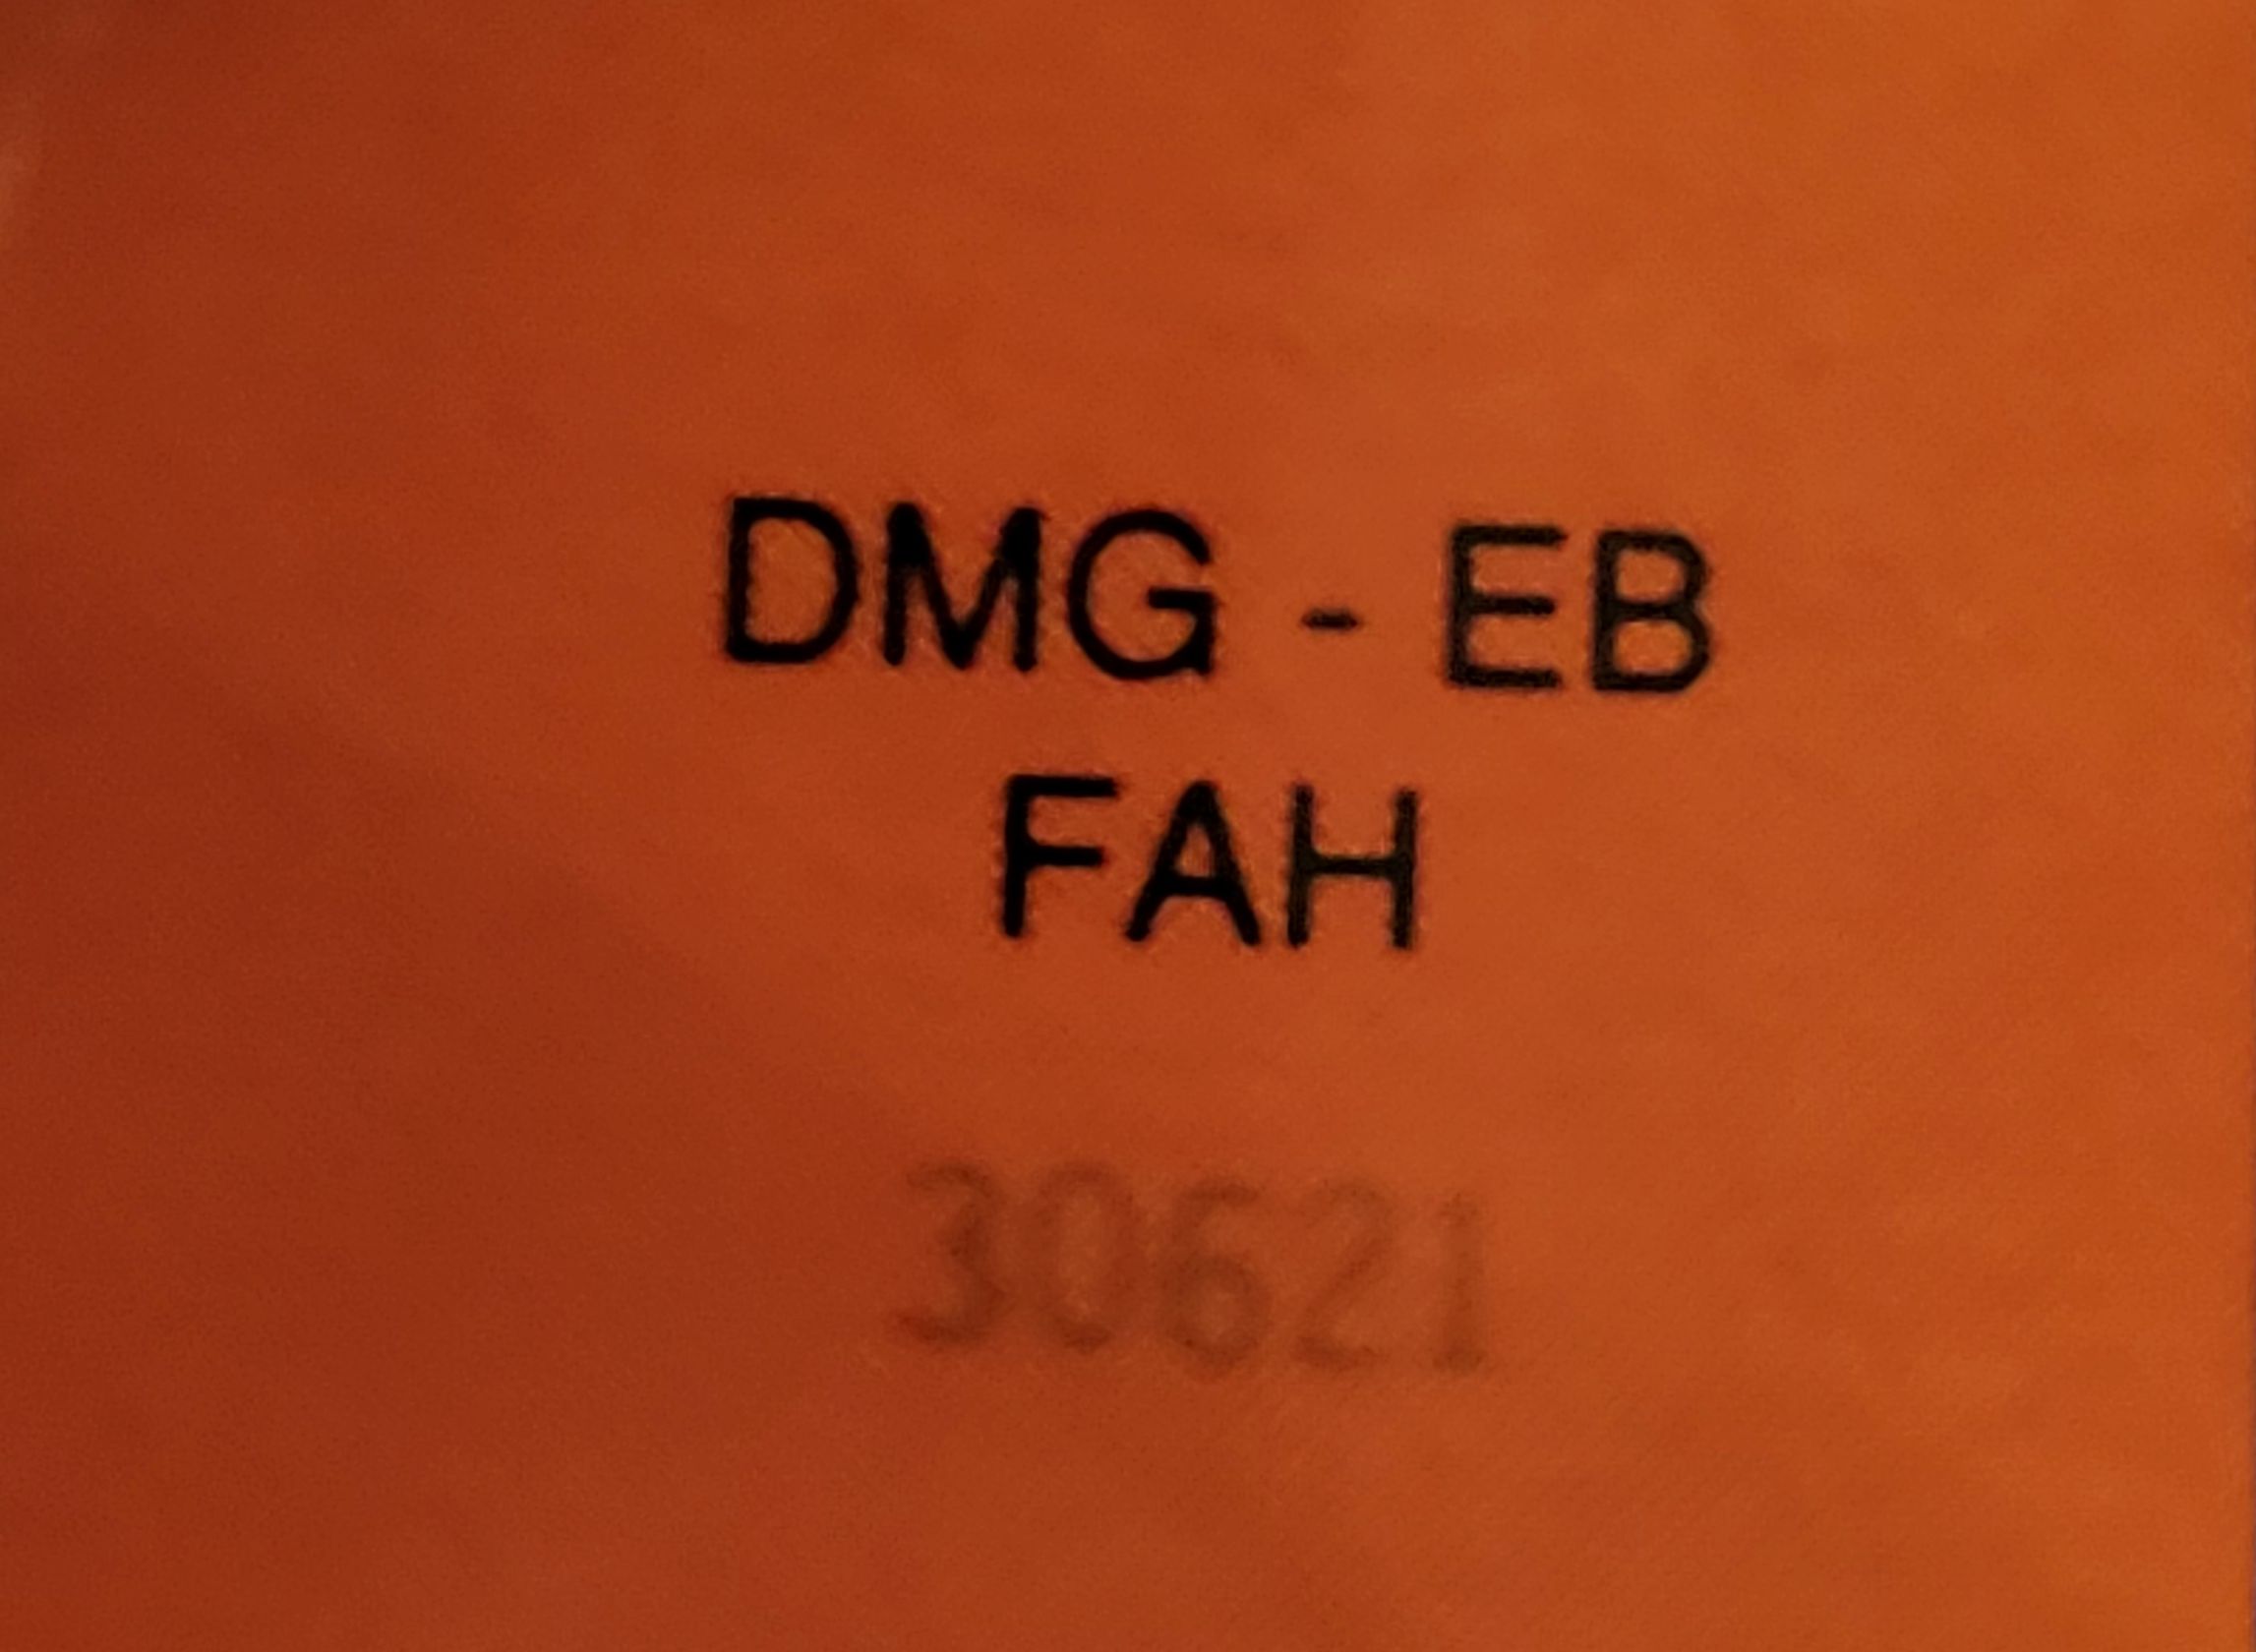 DMG - EB
FAH
30621